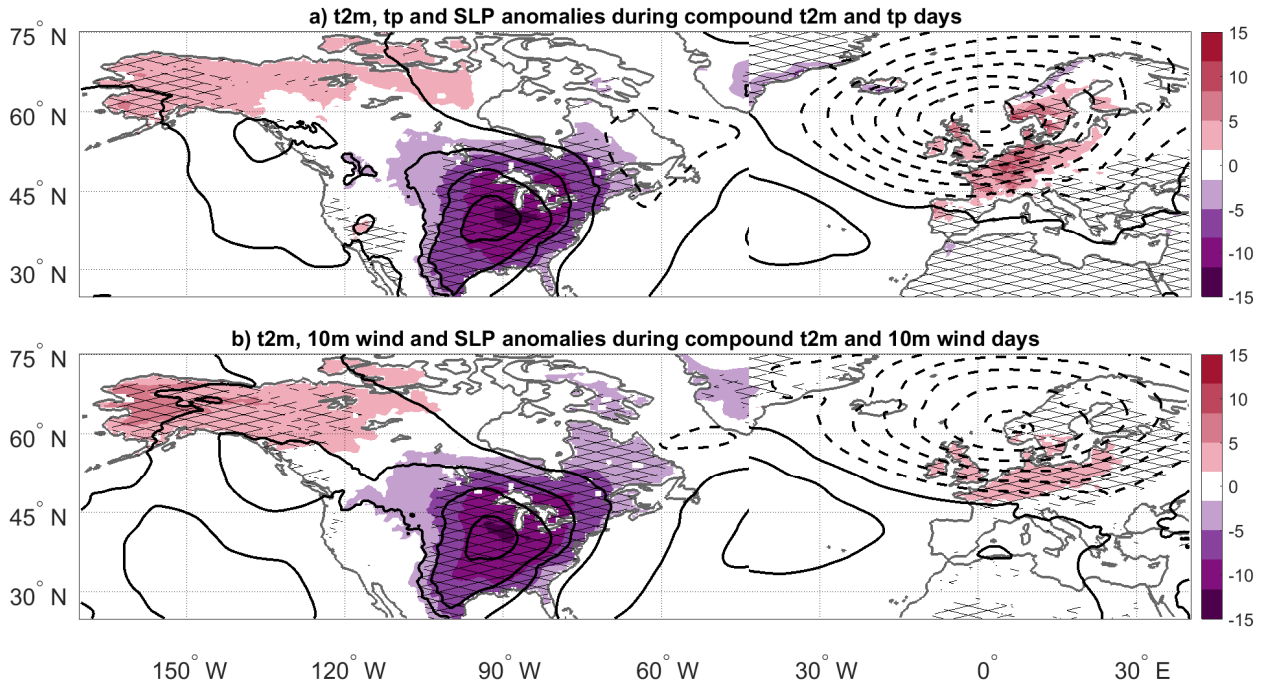 a) t2m, tp and SLP anomalies during compound t2m and tp days
75° N
60° N
45° N
30° N
15
10
5
0
-5
-10
-15
b) t2m, 10m wind and SLP anomalies during compound t2m and 10m wind days
75° N
60° N
45° N
30° N
15
10
5
0
-5
-10
-15
150° W 120° W 90° W 60° W 30° W 0° 30° E